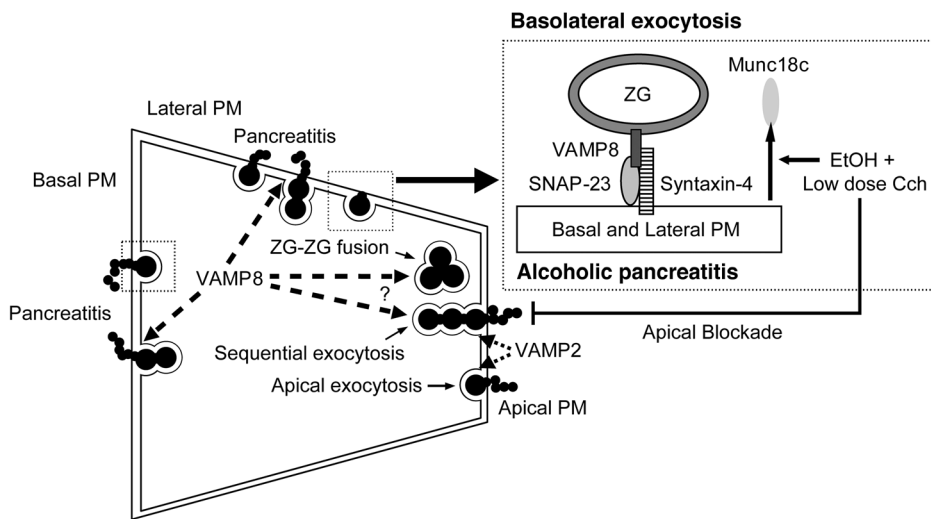 Basolateral exocytosis
ZG
Munc18c
VAMP8
SNAP-23
Syntaxin-4
EtOH +
Low dose Cch
Basal and Lateral PM
Alcoholic pancreatitis
Lateral PM
Pancreatitis
Basal PM
ZG-ZG fusion
VAMP8
?
Pancreatitis
Sequential exocytosis
VAMP2
Apical exocytosis
Apical PM
Apical Blockade